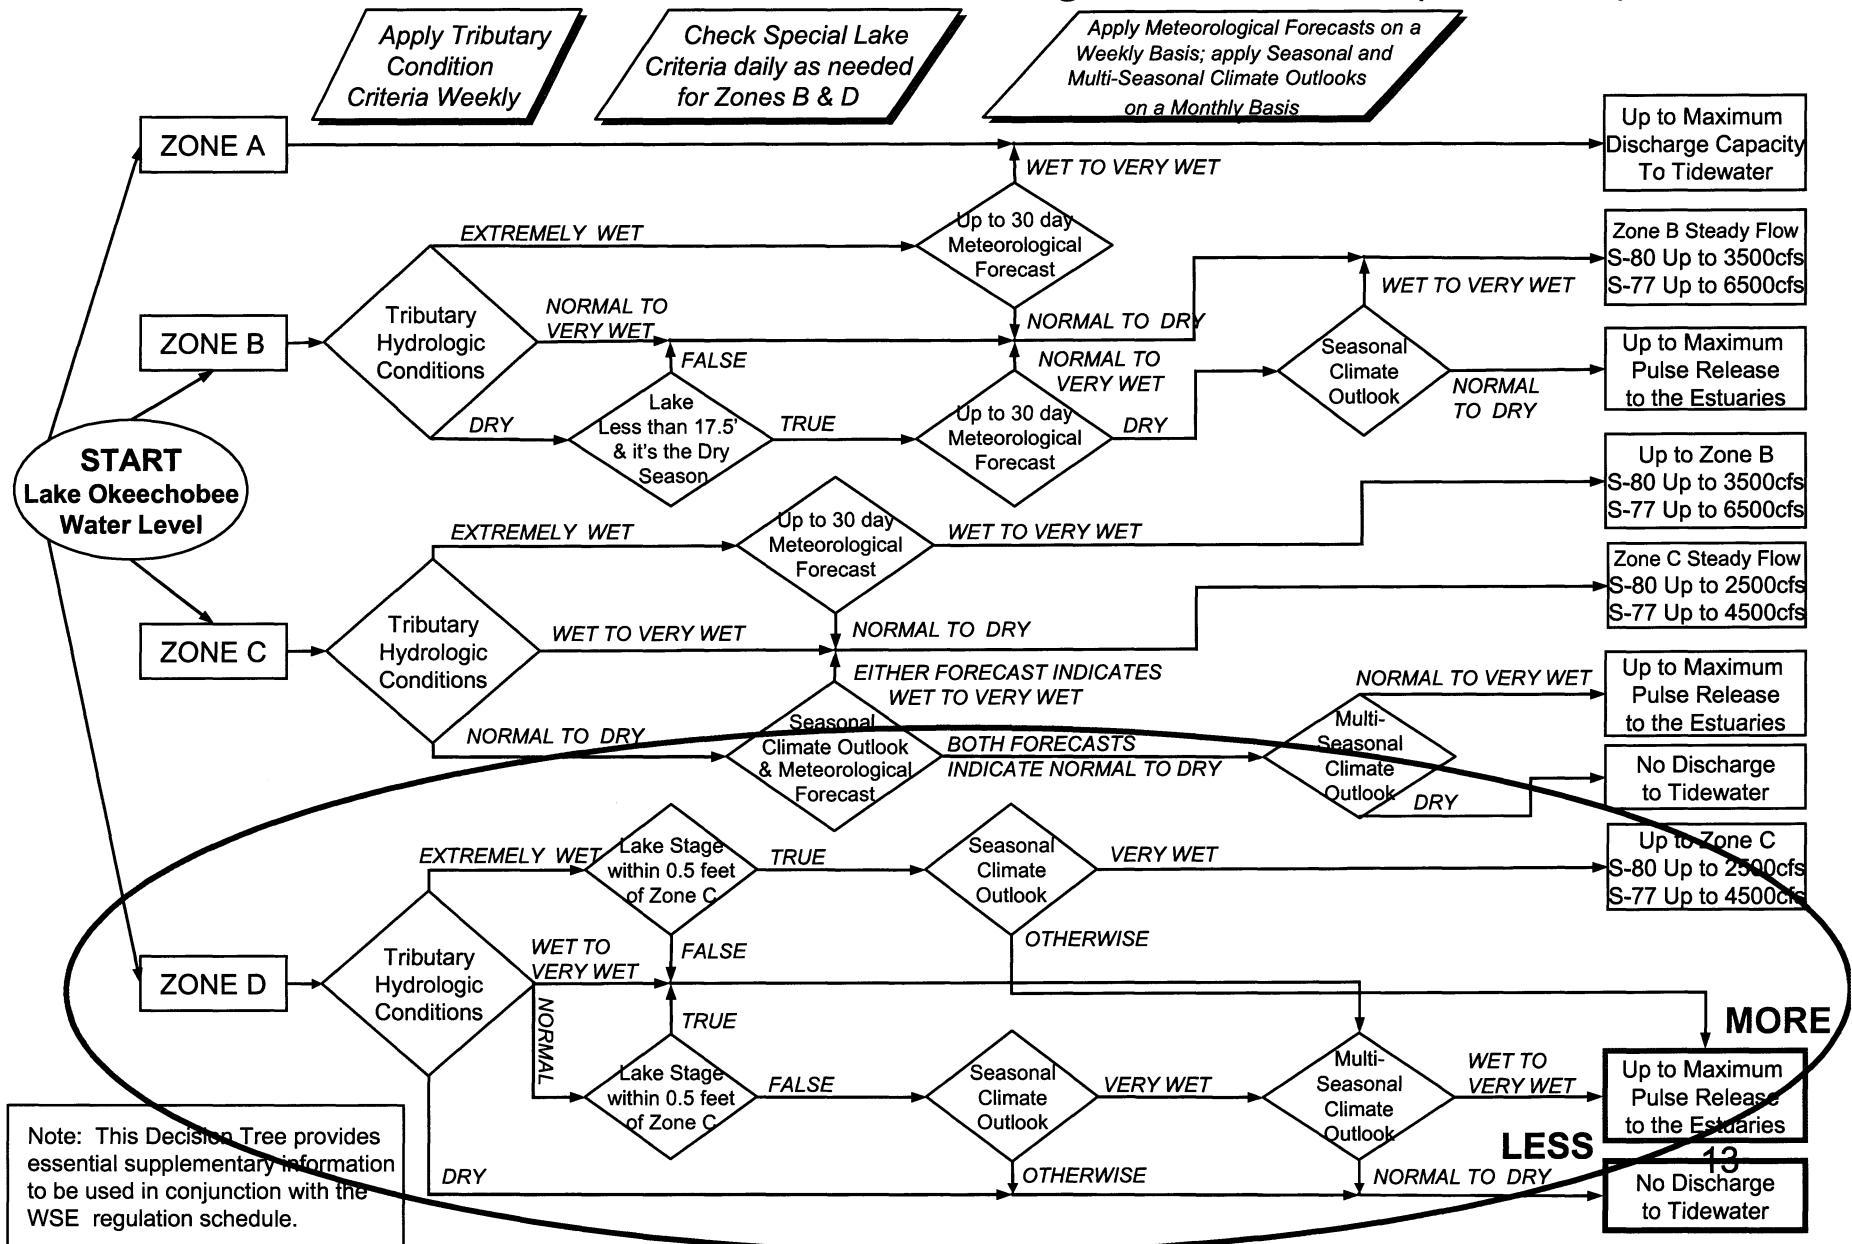 Apply Tributary
Condition
Criteria Weekly
Check Special Lake
Criteria daily as needed
for Zones B & D
Apply Meteorological Forecasts on a
Weekly Basis; apply Seasonal and
Multi-Seasonal Climate Outlooks
on a Monthly Basis
ZONE A
WET TO VERY WET
Up to Maximum
Discharge Capacity
To Tidewater
EXTREMELY WET
Up to 30 day
Meteorological
Forecast
Zone B Steady Flow
S-80 Up to 3500cfs
S-77 Up to 6500cfs
WET TO VERY WET
ZONE B
Tributary
Hydrologic
Conditions
NORMAL TO
VERY WET
NORMAL TO DRY
FALSE
NORMAL TO
VERY WET
Seasonal
Climate
Outlook
NORMAL
TO DRY
Up to Maximum
Pulse Release
to the Estuaries
DRY
Lake
Less than 17.5'
& it's the Dry
Season
TRUE
Up to 30 day
Meteorological
Forecast
DRY
START
Lake Okeechobee
Water Level
Up to Zone B
S-80 Up to 3500cfs
S-77 Up to 6500cfs
EXTREMELY WET
Up to 30 day
Meteorological
Forecast
WET TO VERY WET
Zone C Steady Flow
S-80 Up to 2500cfs
S-77 Up to 4500cfs
ZONE C
Tributary
Hydrologic
Conditions
WET TO VERY WET
NORMAL TO DRY
EITHER FORECAST INDICATES
WET TO VERY WET
NORMAL TO DRY
Seasonal
Climate Outlook
& Meteorological
Forecast
BOTH FORECASTS
INDICATE NORMAL TO DRY
Multi-
Seasonal
Climate
Outlook
NORMAL TO VERY WET
Up to Maximum
Pulse Release
to the Estuaries
DRY
No Discharge
to Tidewater
EXTREMELY WET
Lake Stage
within 0.5 feet
of Zone C
TRUE
Seasonal
Climate
Outlook
VERY WET
Up to Zone C
S-80 Up to 2500cfs
S-77 Up to 4500cfs
OTHERWISE
FALSE
ZONE D
Tributary
Hydrologic
Conditions
WET TO
VERY WET
NORMAL
TRUE
Lake Stage
within 0.5 feet
of Zone C
FALSE
Seasonal
Climate
Outlook
VERY WET
Multi-
Seasonal
Climate
Outlook
WET TO
VERY WET
MORE
Up to Maximum
Pulse Release
to the Estuaries
LESS
13
DRY
OTHERWISE
NORMAL TO DRY
No Discharge
to Tidewater
Note: This Decision Tree provides
essential supplementary information
to be used in conjunction with the
WSE regulation schedule.